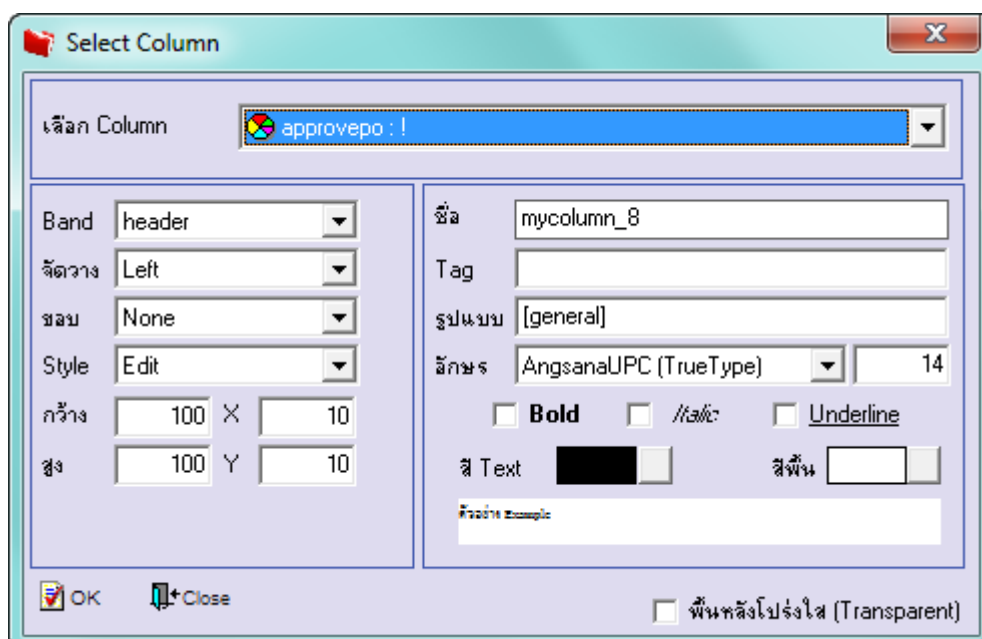 Select Column
เลือก Column approvepo : !
Band header
จัดวาง Left
ขอบ None
Style Edit
กว้าง 100 X 10
สูง 100 Y 10
ชื่อ mycolumn_8
Tag
รูปแบบ [general]
อักษร AngsanaUPC (TrueType) 14
Bold Italic Underline
สี Text สีพื้น
ตัวอย่าง Example
OK Close
พื้นหลังโปร่งใส (Transparent)